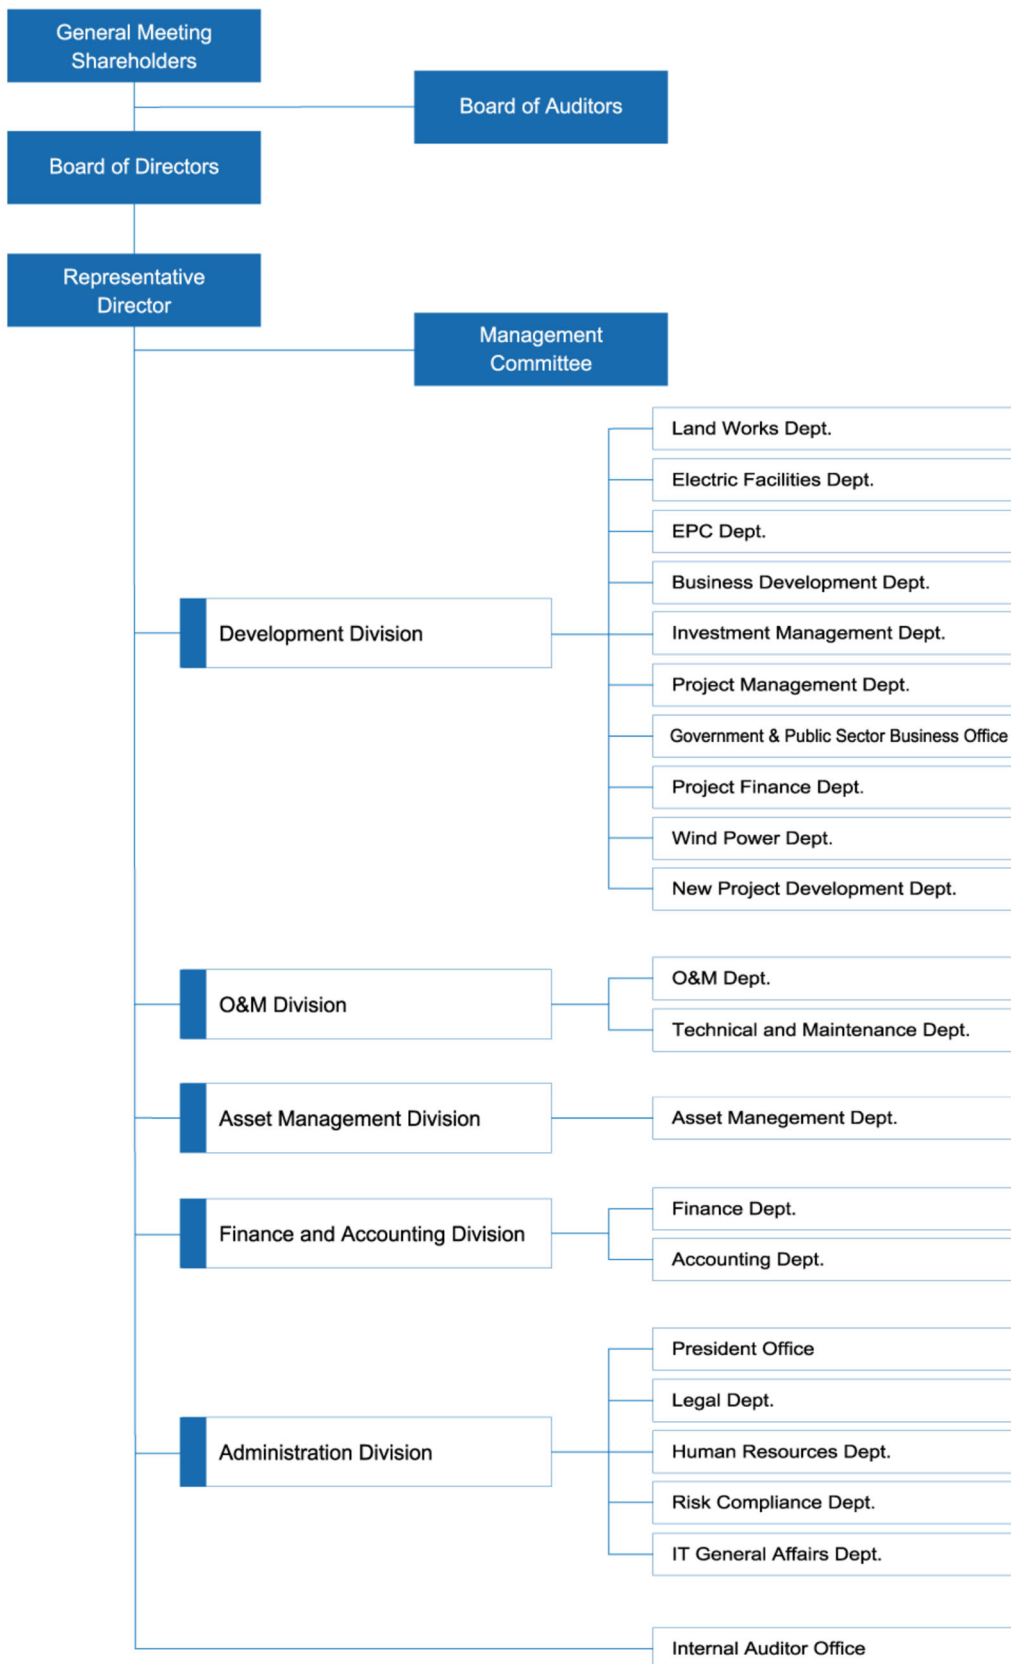 General Meeting
Shareholders
Board of Auditors
Board of Directors
Representative
Director
Management
Committee
Development Division
Land Works Dept.
Electric Facilities Dept.
EPC Dept.
Business Development Dept.
Investment Management Dept.
Project Management Dept.
Government & Public Sector Business Office
Project Finance Dept.
Wind Power Dept.
New Project Development Dept.
O&M Division
O&M Dept.
Technical and Maintenance Dept.
Asset Management Division
Asset Manegement Dept.
Finance and Accounting Division
Finance Dept.
Accounting Dept.
Administration Division
President Office
Legal Dept.
Human Resources Dept.
Risk Compliance Dept.
IT General Affairs Dept.
Internal Auditor Office